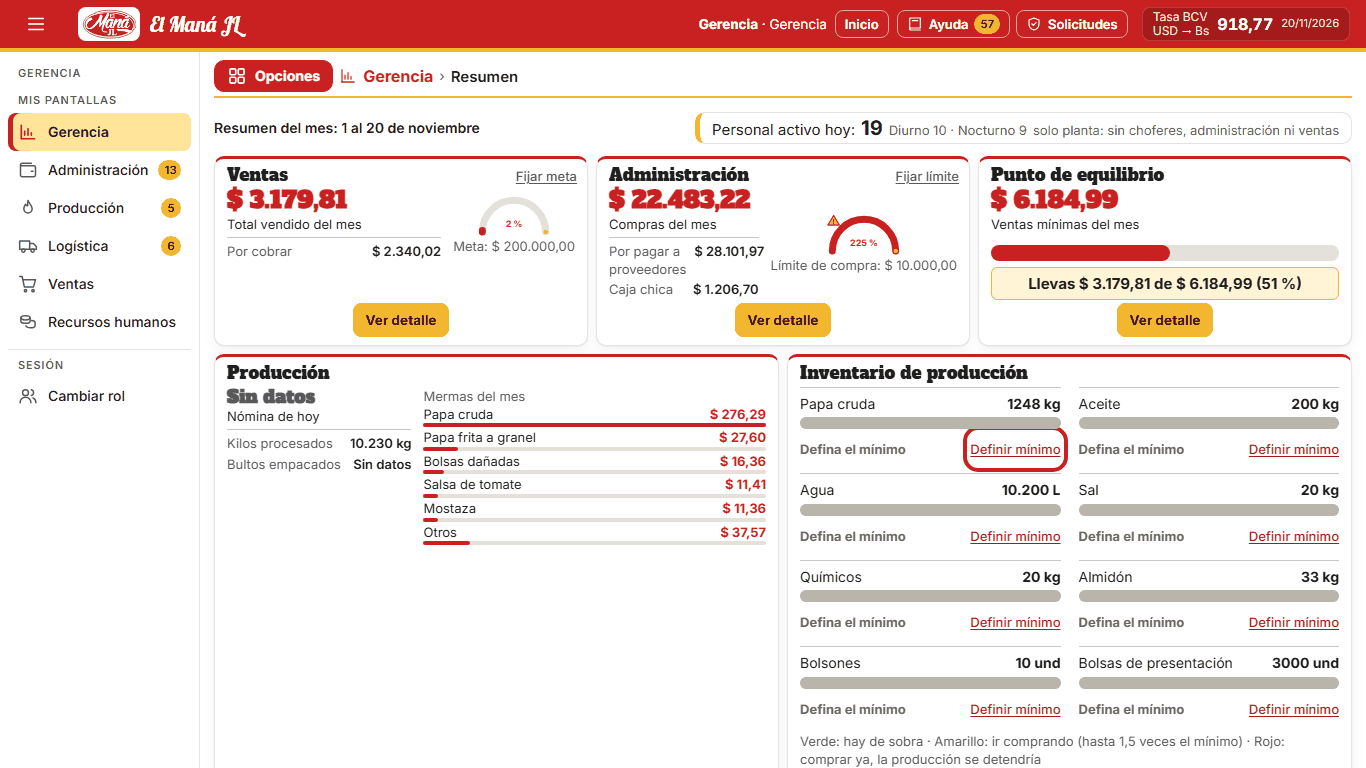 Maná
JL
El Maná JL
Gerencia · Gerencia
Inicio
Ayuda 57
Solicitudes
Tasa BCV
USD → Bs
918,77
20/11/2026
GERENCIA
MIS PANTALLAS
Gerencia
Administración 13
Producción 5
Logística 6
Ventas
Recursos humanos
SESIÓN
Cambiar rol
Opciones
Gerencia › Resumen
Resumen del mes: 1 al 20 de noviembre
Personal activo hoy: 19 Diurno 10 · Nocturno 9 solo planta: sin choferes, administración ni ventas
Ventas
Fijar meta
$ 3.179,81
Total vendido del mes
2 %
Meta: $ 200.000,00
Por cobrar $ 2.340,02
Ver detalle
Administración
Fijar límite
$ 22.483,22
Compras del mes
225 %
Límite de compra: $ 10.000,00
Por pagar a proveedores $ 28.101,97
Caja chica $ 1.206,70
Ver detalle
Punto de equilibrio
$ 6.184,99
Ventas mínimas del mes
Llevas $ 3.179,81 de $ 6.184,99 (51 %)
Ver detalle
Producción
Sin datos
Nómina de hoy
Kilos procesados 10.230 kg
Bultos empacados Sin datos
Mermas del mes
Papa cruda $ 276,29
Papa frita a granel $ 27,60
Bolsas dañadas $ 16,36
Salsa de tomate $ 11,41
Mostaza $ 11,36
Otros $ 37,57
Inventario de producción
Papa cruda 1248 kg
Defina el mínimo Definir mínimo
Aceite 200 kg
Defina el mínimo Definir mínimo
Agua 10.200 L
Defina el mínimo Definir mínimo
Sal 20 kg
Defina el mínimo Definir mínimo
Químicos 20 kg
Defina el mínimo Definir mínimo
Almidón 33 kg
Defina el mínimo Definir mínimo
Bolsones 10 und
Defina el mínimo Definir mínimo
Bolsas de presentación 3000 und
Defina el mínimo Definir mínimo
Verde: hay de sobra · Amarillo: ir comprando (hasta 1,5 veces el mínimo) · Rojo:
comprar ya, la producción se detendría